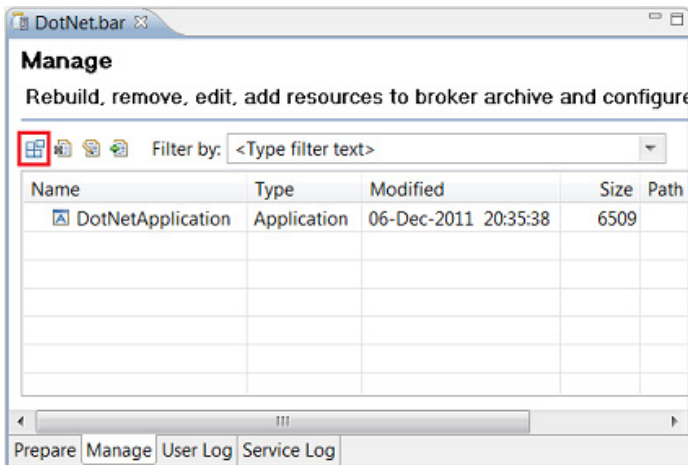 DotNet.bar
Manage
Rebuild, remove, edit, add resources to broker archive and configure
Filter by: <Type filter text>
Name Type Modified Size Path
DotNetApplication Application 06-Dec-2011 20:35:38 6509
Prepare Manage User Log Service Log